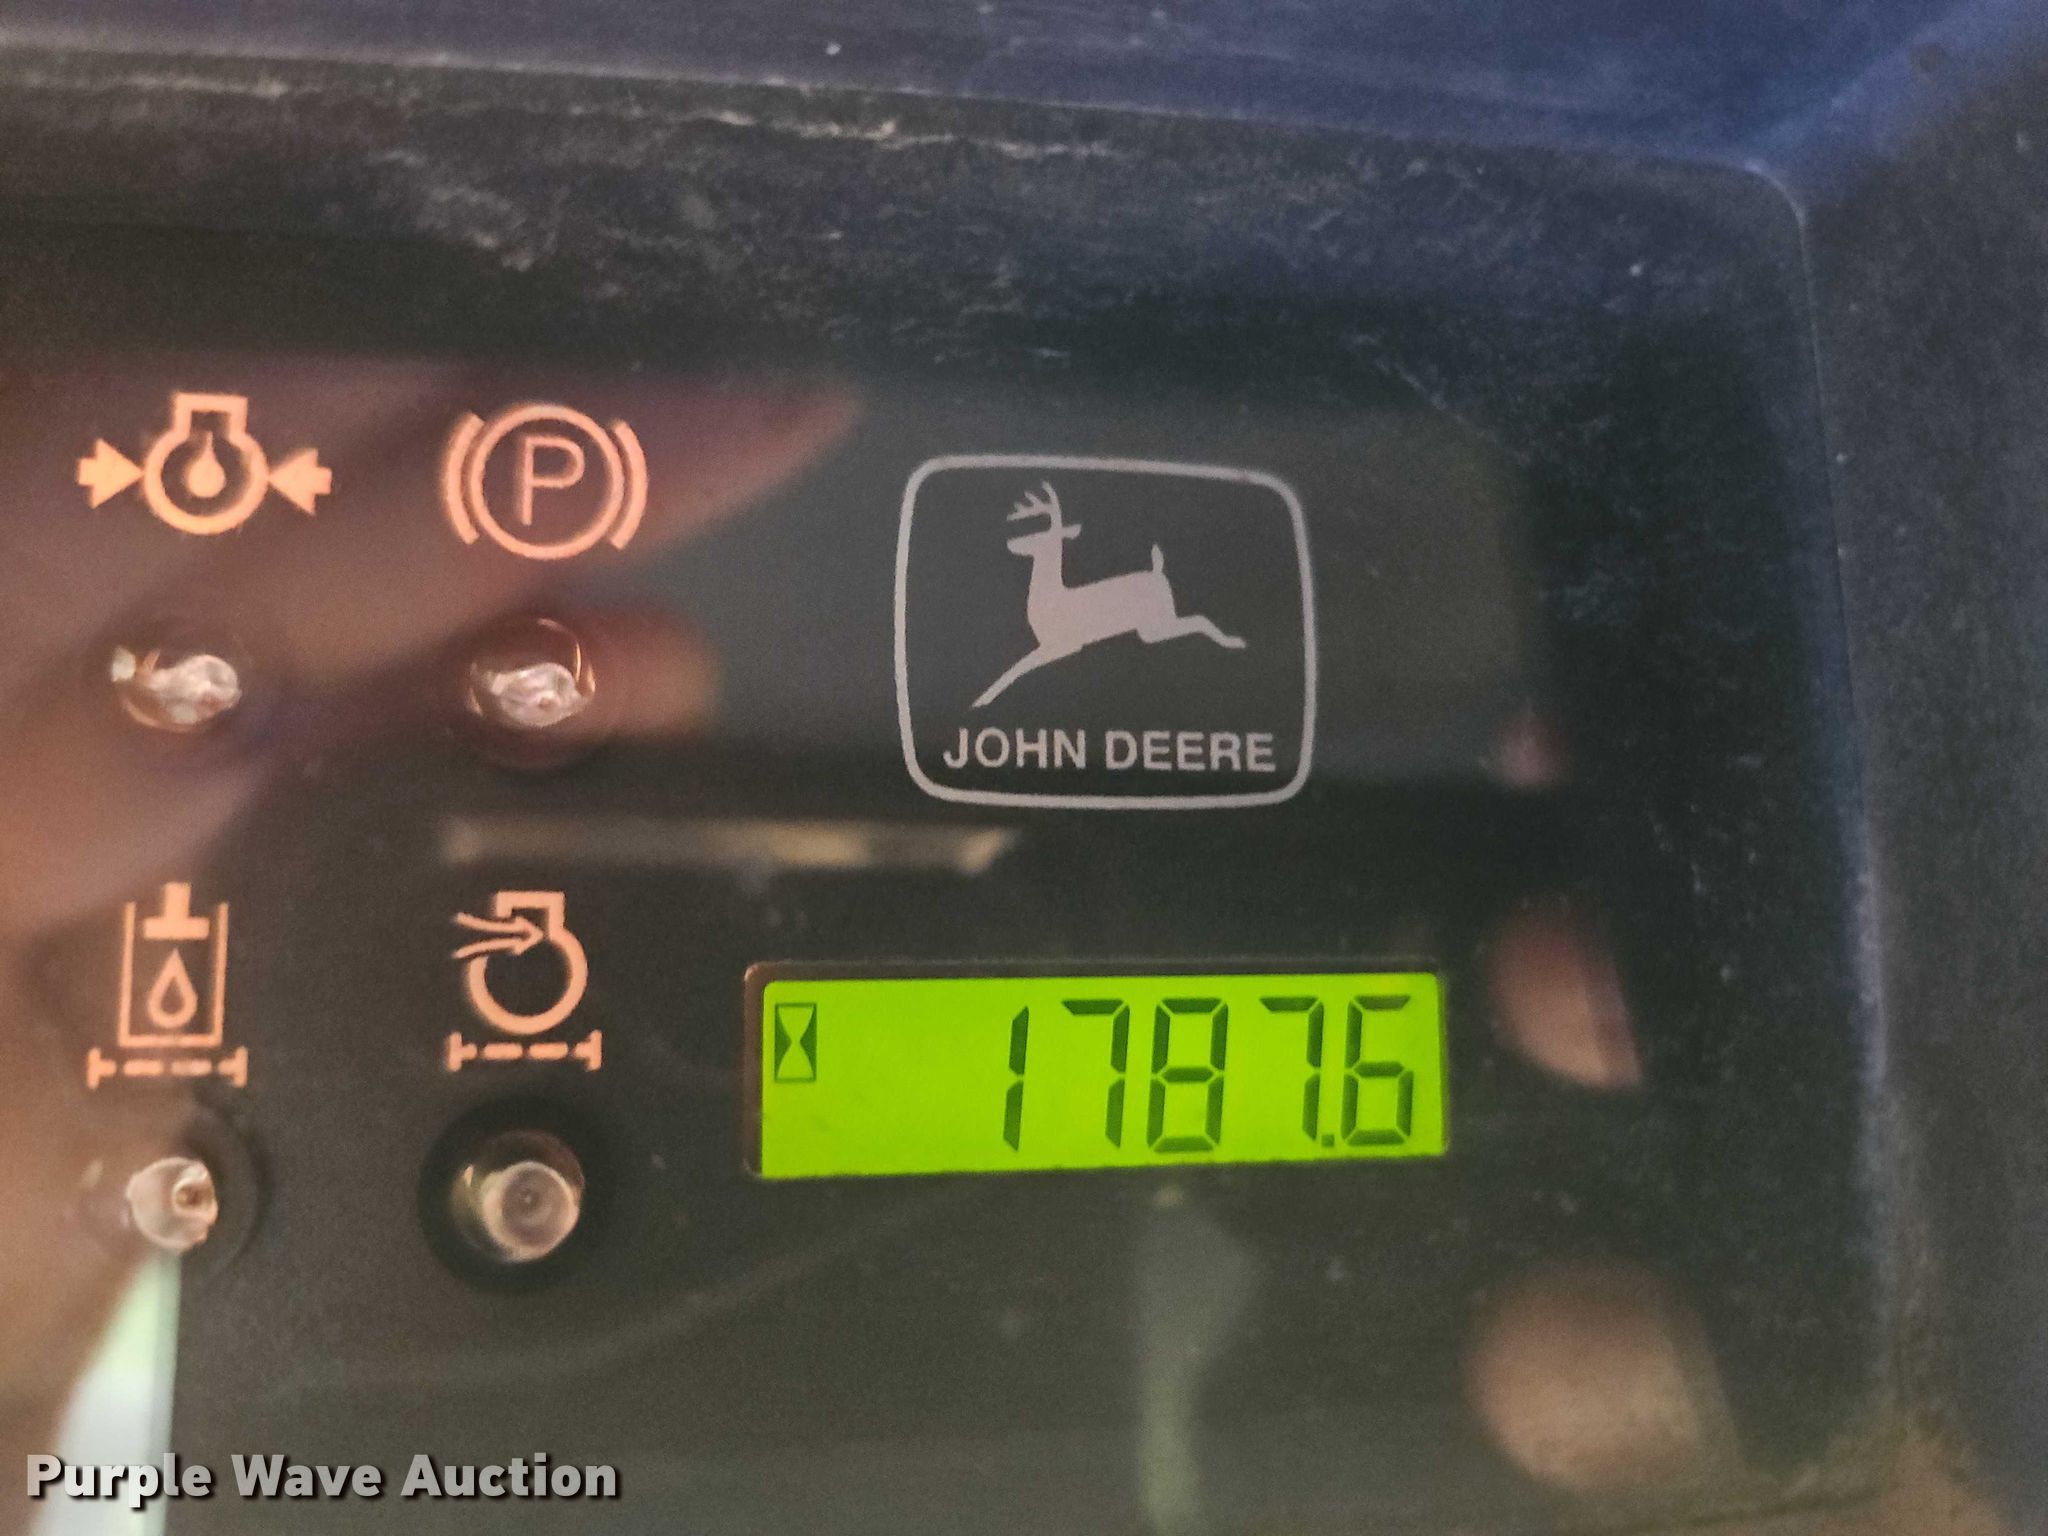 P
JOHN DEERE
1787.6
Purple Wave Auction